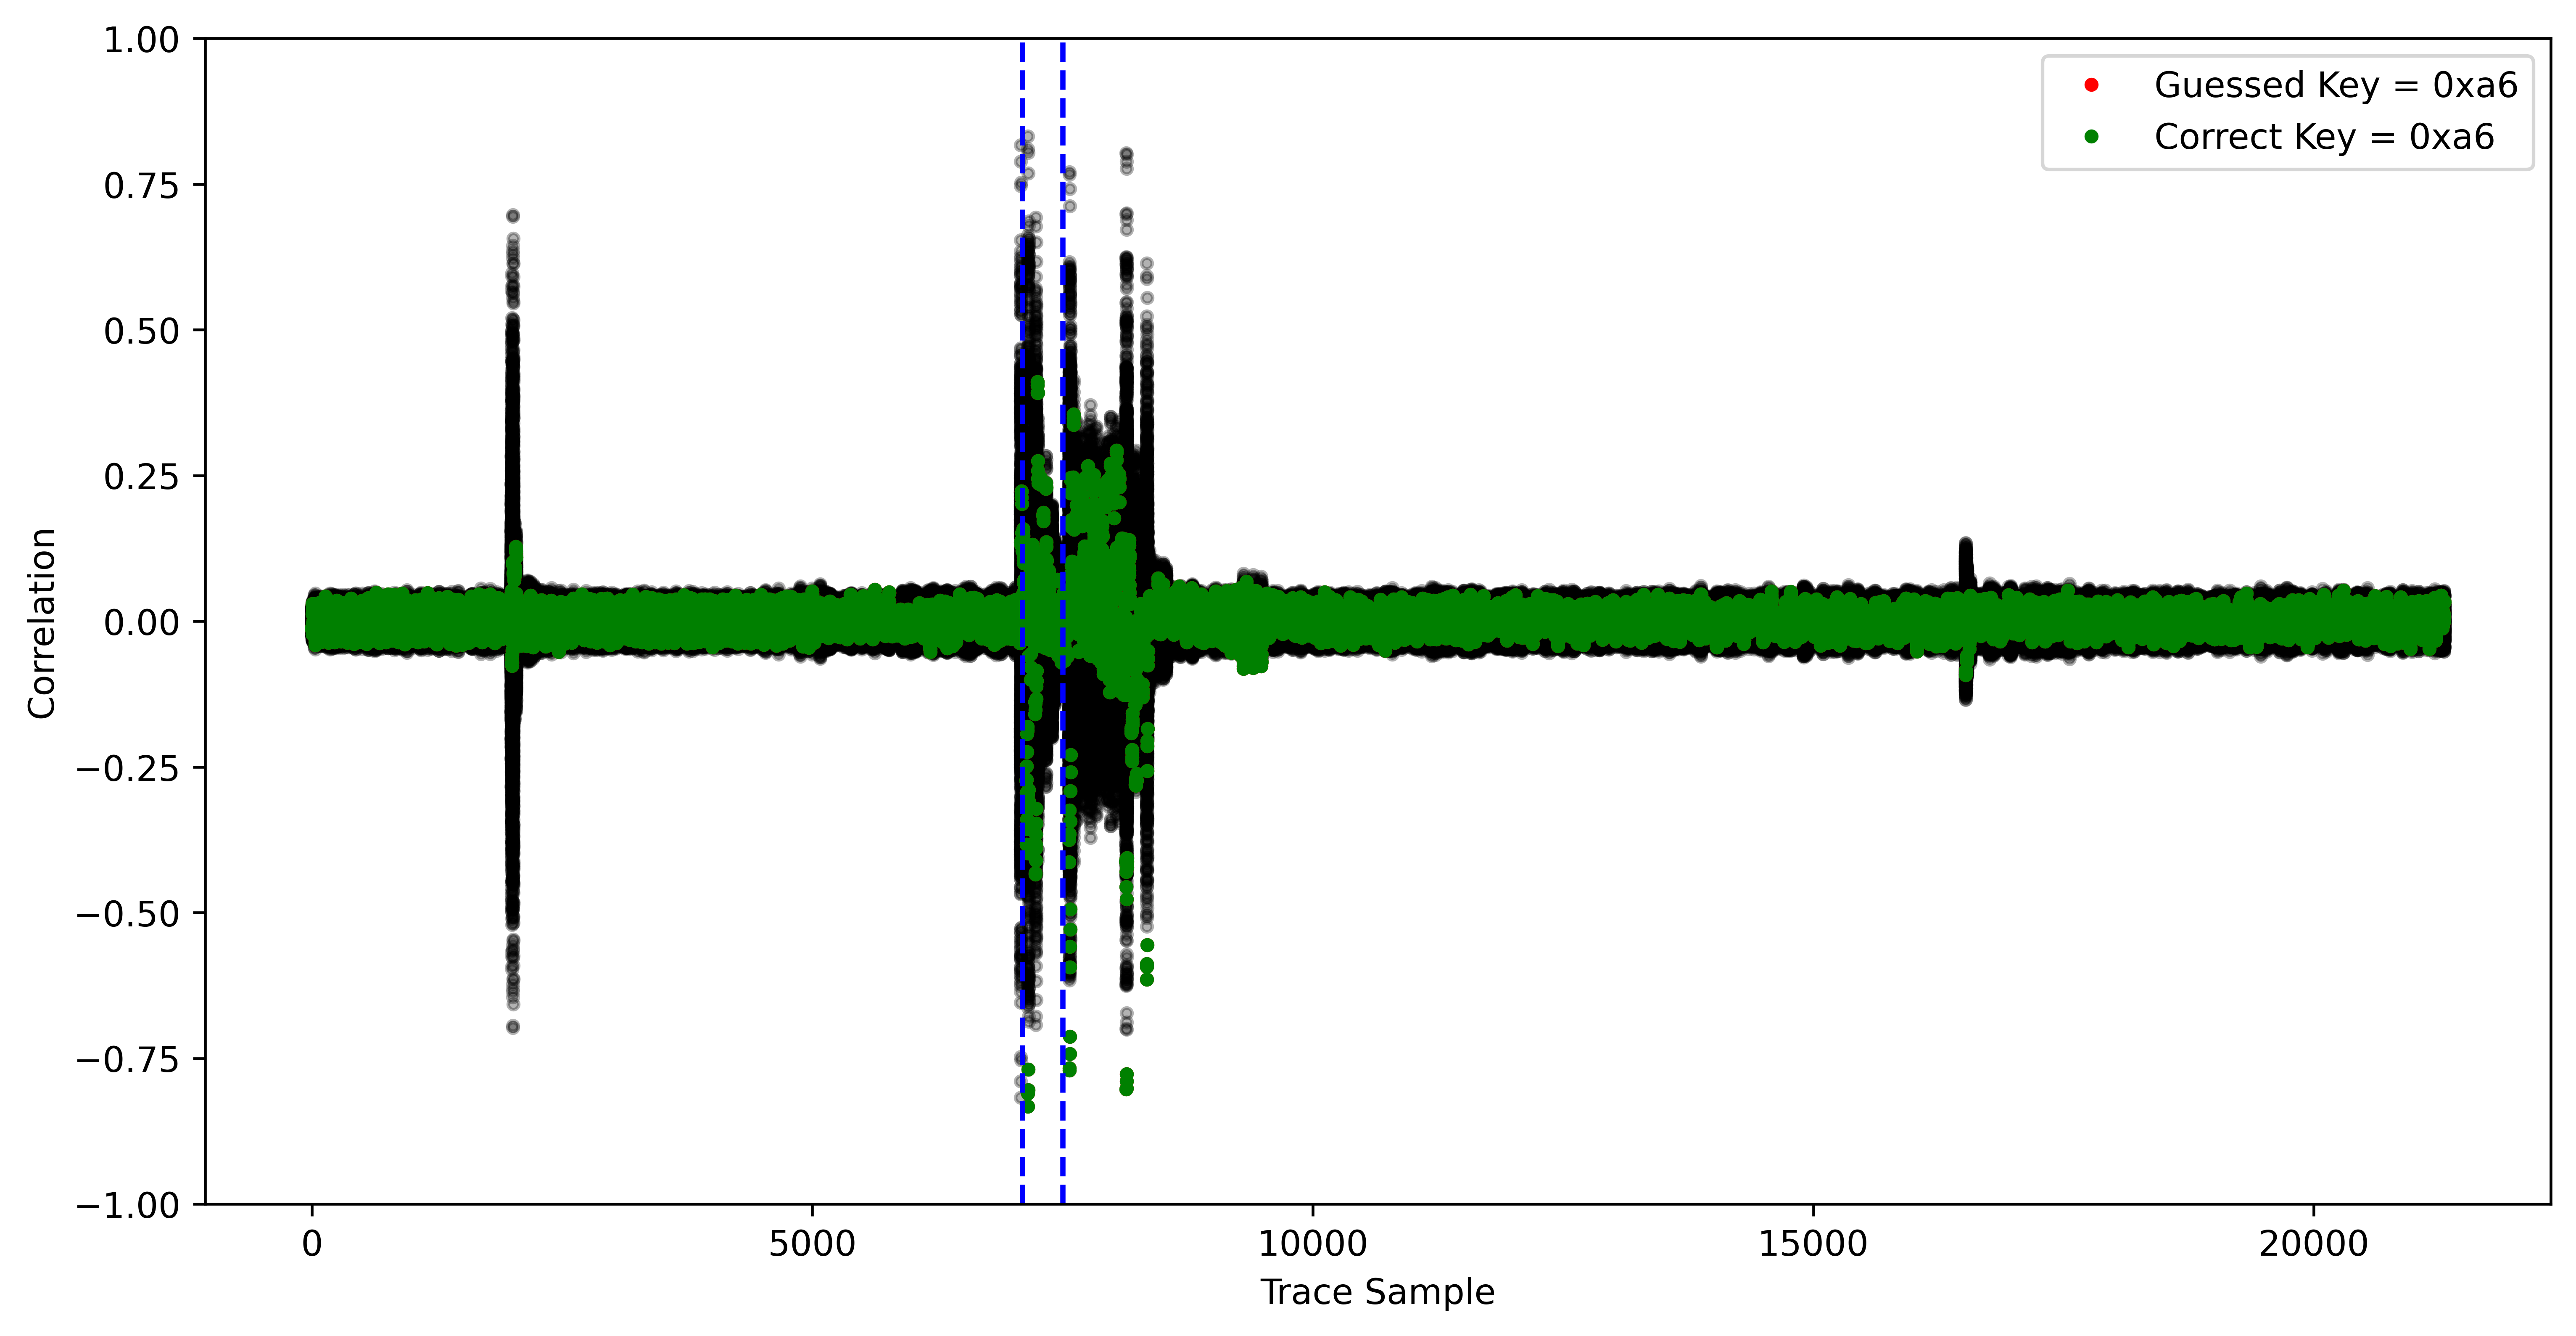 1.00
0.75
0.50
0.25
0.00
−0.25
−0.50
−0.75
−1.00
Correlation
0 5000 10000 15000 20000
Trace Sample
Guessed Key = 0xa6
Correct Key = 0xa6